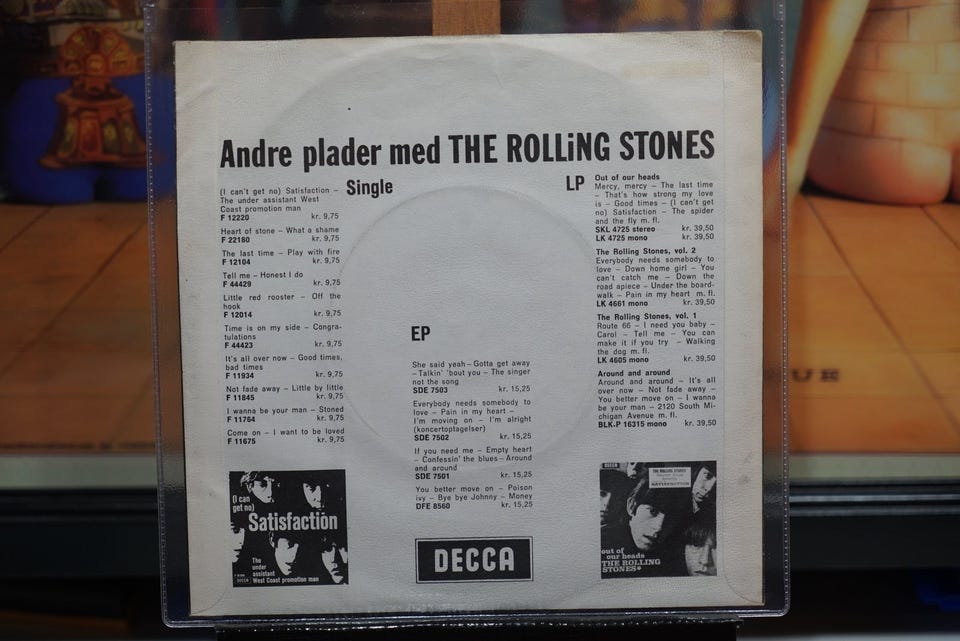 Andre plader med THE ROLLiNG STONES
Single
(I can't get no) Satisfaction –
The under assistant West
Coast promotion man
F 12220 kr. 9,75
Heart of stone – What a shame
F 22180 kr. 9,75
The last time – Play with fire
F 12104 kr. 9,75
Tell me – Honest I do
F 44429 kr. 9,75
Little red rooster – Off the
hook
F 12014 kr. 9,75
Time is on my side – Congra-
tulations
F 44423 kr. 9,75
It's all over now – Good times,
bad times
F 11934 kr. 9,75
Not fade away – Little by little
F 11845 kr. 9,75
I wanna be your man – Stoned
F 11764 kr. 9,75
Come on – I want to be loved
F 11675 kr. 9,75
EP
She said yeah – Gotta get away
– Talkin' 'bout you – The singer
not the song
SDE 7503 kr. 15,25
Everybody needs somebody to
love – Pain in my heart –
I'm moving on – I'm alright
(koncertoptagelser)
SDE 7502 kr. 15,25
If you need me – Empty heart
– Confessin' the blues – Around
and around
SDE 7501 kr. 15,25
You better move on – Poison
ivy – Bye bye Johnny – Money
DFE 8560 kr. 15,25
LP
Out of our heads
Mercy, mercy – The last time
– That's how strong my love
is – Good times – (I can't get
no) Satisfaction – The spider
and the fly m. fl.
SKL 4725 stereo kr. 39,50
LK 4725 mono kr. 39,50
The Rolling Stones, vol. 2
Everybody needs somebody to
love – Down home girl – You
can't catch me – Down the
road apiece – Under the board-
walk – Pain in my heart m. fl.
LK 4661 mono kr. 39,50
The Rolling Stones, vol. 1
Route 66 – I need you baby –
Carol – Tell me – You can
make it if you try – Walking
the dog m. fl.
LK 4605 mono kr. 39,50
Around and around
Around and around – It's all
over now – Not fade away –
You better move on – I wanna
be your man – 2120 South Mi-
chigan Avenue m. fl.
BLK-P 16315 mono kr. 39,50
(I can
get no)
Satisfaction
The
under
assistant
West Coast promotion man
DECCA
DECCA
DECCA
THE ROLLING STONES
SATISFACTION
out of
our heads
THE ROLLING
STONES